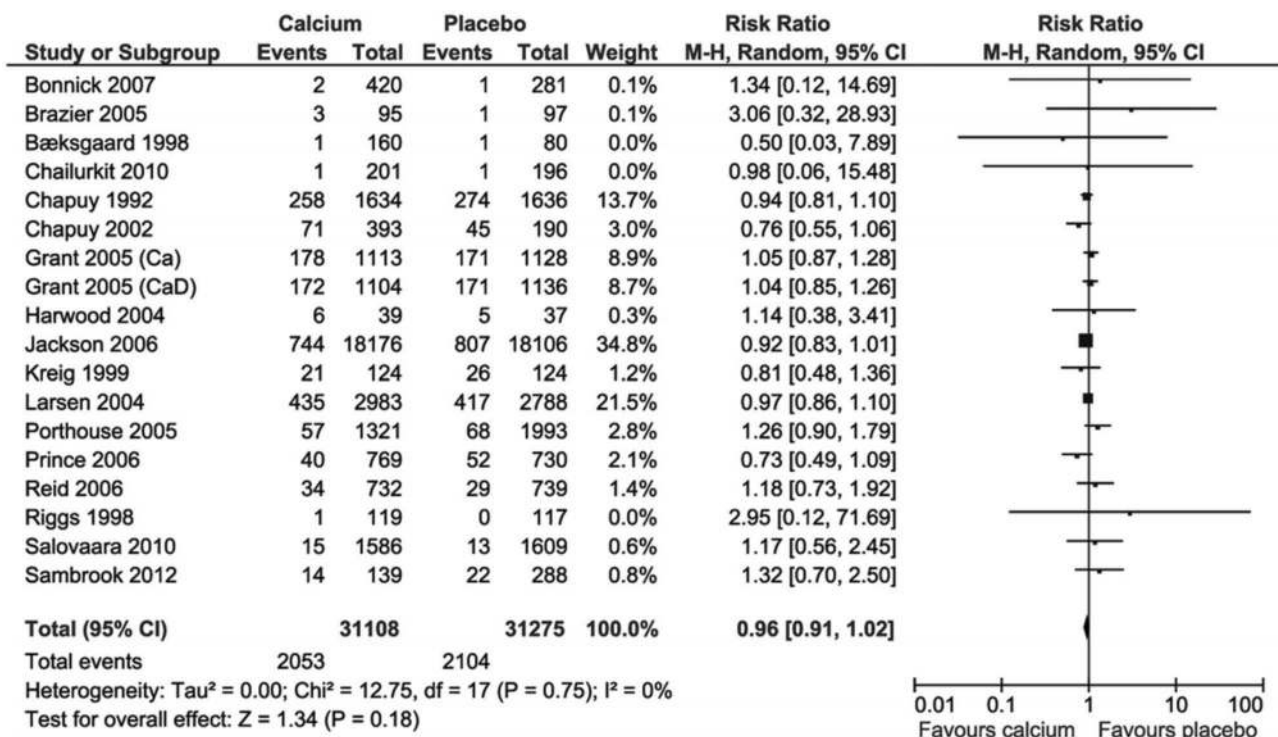 Calcium Placebo Risk Ratio Risk Ratio
Study or Subgroup Events Total Events Total Weight M-H, Random, 95% CI M-H, Random, 95% CI
Bonnick 2007 2 420 1 281 0.1% 1.34 [0.12, 14.69]
Brazier 2005 3 95 1 97 0.1% 3.06 [0.32, 28.93]
Bæksgaard 1998 1 160 1 80 0.0% 0.50 [0.03, 7.89]
Chailurkit 2010 1 201 1 196 0.0% 0.98 [0.06, 15.48]
Chapuy 1992 258 1634 274 1636 13.7% 0.94 [0.81, 1.10]
Chapuy 2002 71 393 45 190 3.0% 0.76 [0.55, 1.06]
Grant 2005 (Ca) 178 1113 171 1128 8.9% 1.05 [0.87, 1.28]
Grant 2005 (CaD) 172 1104 171 1136 8.7% 1.04 [0.85, 1.26]
Harwood 2004 6 39 5 37 0.3% 1.14 [0.38, 3.41]
Jackson 2006 744 18176 807 18106 34.8% 0.92 [0.83, 1.01]
Kreig 1999 21 124 26 124 1.2% 0.81 [0.48, 1.36]
Larsen 2004 435 2983 417 2788 21.5% 0.97 [0.86, 1.10]
Porthouse 2005 57 1321 68 1993 2.8% 1.26 [0.90, 1.79]
Prince 2006 40 769 52 730 2.1% 0.73 [0.49, 1.09]
Reid 2006 34 732 29 739 1.4% 1.18 [0.73, 1.92]
Riggs 1998 1 119 0 117 0.0% 2.95 [0.12, 71.69]
Salovaara 2010 15 1586 13 1609 0.6% 1.17 [0.56, 2.45]
Sambrook 2012 14 139 22 288 0.8% 1.32 [0.70, 2.50]
Total (95% CI) 31108 31275 100.0% 0.96 [0.91, 1.02]
Total events 2053 2104
Heterogeneity: Tau² = 0.00; Chi² = 12.75, df = 17 (P = 0.75); I² = 0%
Test for overall effect: Z = 1.34 (P = 0.18)
0.01 0.1 1 10 100
Favours calcium Favours placebo